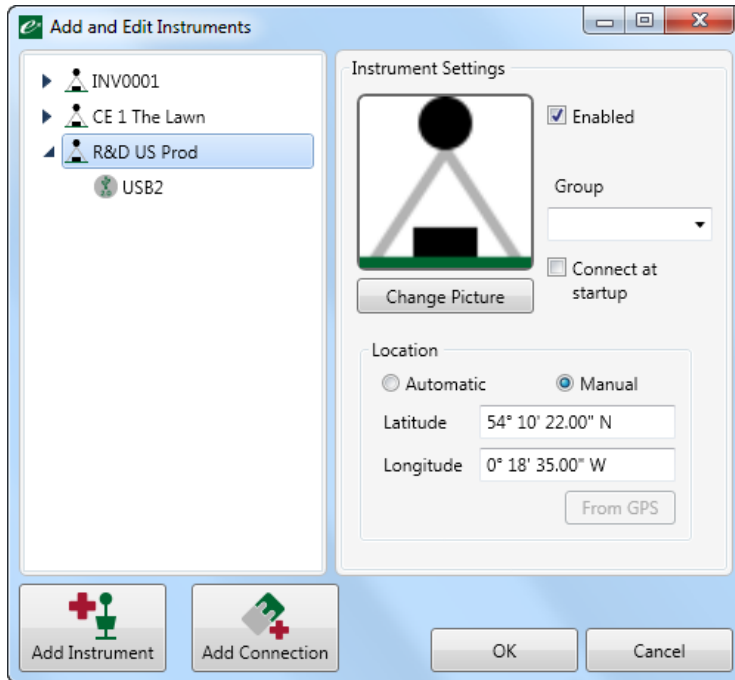 Add and Edit Instruments
INV0001
CE 1 The Lawn
R&D US Prod
USB2
Instrument Settings
Enabled
Group
Connect at
startup
Change Picture
Location
Automatic
Manual
Latitude
54° 10' 22.00" N
Longitude
0° 18' 35.00" W
From GPS
Add Instrument
Add Connection
OK
Cancel